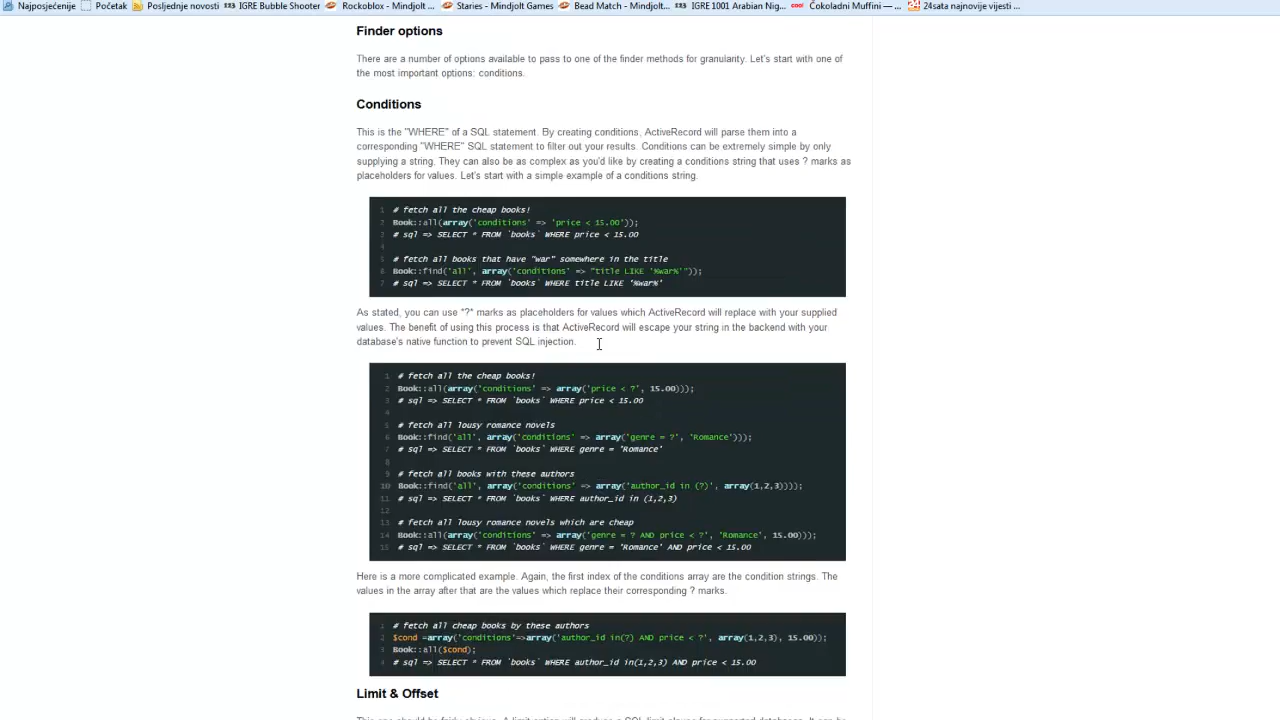 Najposjećenije Početak Posljednje novosti IGRE Bubble Shooter Rockoblox - Mindjolt ... Staries - Mindjolt Games Bead Match - Mindjolt... IGRE 1001 Arabian Nig... Čokoladni Muffini — ... 24sata najnovije vijesti ...
Finder options
There are a number of options available to pass to one of the finder methods for granularity. Let's start with one of
the most important options: conditions.
Conditions
This is the "WHERE" of a SQL statement. By creating conditions, ActiveRecord will parse them into a
corresponding "WHERE" SQL statement to filter out your results. Conditions can be extremely simple by only
supplying a string. They can also be as complex as you'd like by creating a conditions string that uses ? marks as
placeholders for values. Let's start with a simple example of a conditions string.
1 # fetch all the cheap books!
2 Book::all(array('conditions' => 'price < 15.00'));
3 # sql => SELECT * FROM `books` WHERE price < 15.00
4
5 # fetch all books that have "war" somewhere in the title
6 Book::find('all', array('conditions' => "title LIKE '%war%'"));
7 # sql => SELECT * FROM `books` WHERE title LIKE '%war%'
As stated, you can use *?* marks as placeholders for values which ActiveRecord will replace with your supplied
values. The benefit of using this process is that ActiveRecord will escape your string in the backend with your
database's native function to prevent SQL injection.
1 # fetch all the cheap books!
2 Book::all(array('conditions' => array('price < ?', 15.00)));
3 # sql => SELECT * FROM `books` WHERE price < 15.00
4
5 # fetch all lousy romance novels
6 Book::find('all', array('conditions' => array('genre = ?', 'Romance')));
7 # sql => SELECT * FROM `books` WHERE genre = 'Romance'
8
9 # fetch all books with these authors
10 Book::find('all', array('conditions' => array('author_id in (?)', array(1,2,3))));
11 # sql => SELECT * FROM `books` WHERE author_id in (1,2,3)
12
13 # fetch all lousy romance novels which are cheap
14 Book::all(array('conditions' => array('genre = ? AND price < ?', 'Romance', 15.00)));
15 # sql => SELECT * FROM `books` WHERE genre = 'Romance' AND price < 15.00
Here is a more complicated example. Again, the first index of the conditions array are the condition strings. The
values in the array after that are the values which replace their corresponding ? marks.
1 # fetch all cheap books by these authors
2 $cond =array('conditions'=>array('author_id in(?) AND price < ?', array(1,2,3), 15.00));
3 Book::all($cond);
4 # sql => SELECT * FROM `books` WHERE author_id in(1,2,3) AND price < 15.00
Limit & Offset